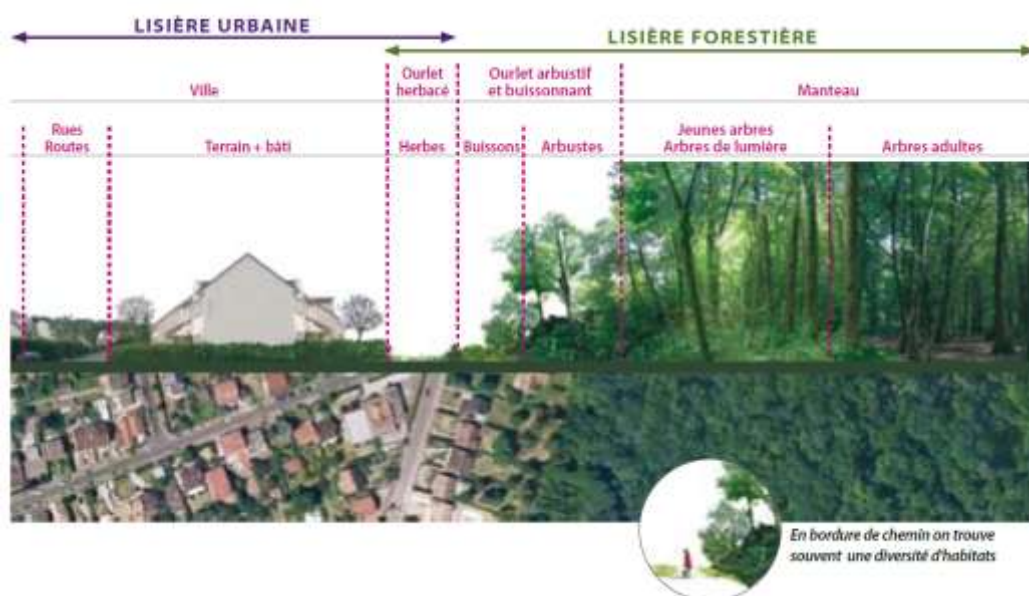 LISIÈRE URBAINE
LISIÈRE FORESTIÈRE
Ville
Ourlet
herbacé
Ourlet arbustif
et buissonnant
Manteau
Rues
Routes
Terrain + bâti
Herbes
Buissons
Arbustes
Jeunes arbres
Arbres de lumière
Arbres adultes
En bordure de chemin on trouve
souvent une diversité d'habitats